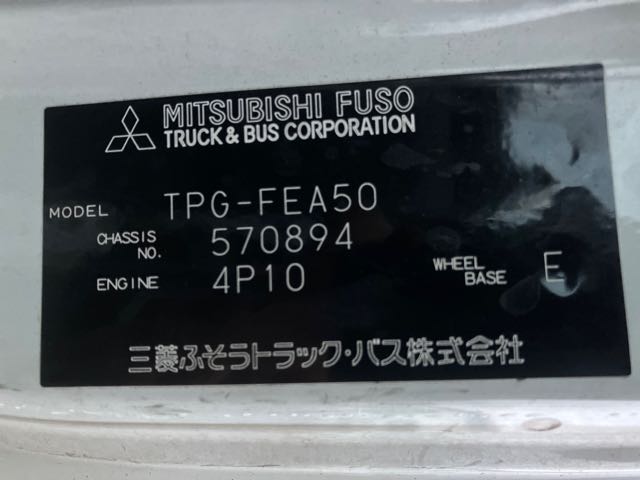 MITSUBISHI FUSO
TRUCK & BUS CORPORATION
MODEL TPG-FEA50
CHASSIS NO. 570894
ENGINE 4P10 WHEEL BASE E
三菱ふそうトラック・バス株式会社